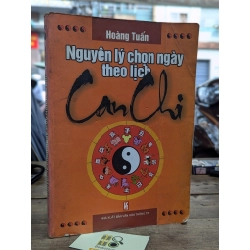 Hoàng Tuấn
Nguyên lý chọn ngày
theo lịch
Can Chi